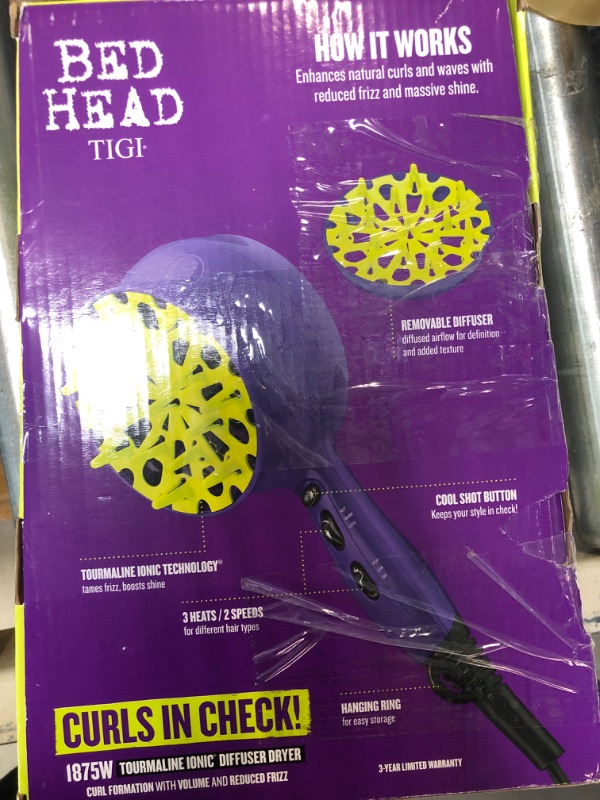 BED
HEAD
TIGI®
HOW IT WORKS
Enhances natural curls and waves with
reduced frizz and massive shine.
REMOVABLE DIFFUSER
diffused airflow for definition
and added texture
COOL SHOT BUTTON
Keeps your style in check!
TOURMALINE IONIC TECHNOLOGY®
tames frizz, boosts shine
3 HEATS / 2 SPEEDS
for different hair types
HANGING RING
for easy storage
CURLS IN CHECK!
1875W TOURMALINE IONIC® DIFFUSER DRYER
CURL FORMATION WITH VOLUME AND REDUCED FRIZZ
3-YEAR LIMITED WARRANTY